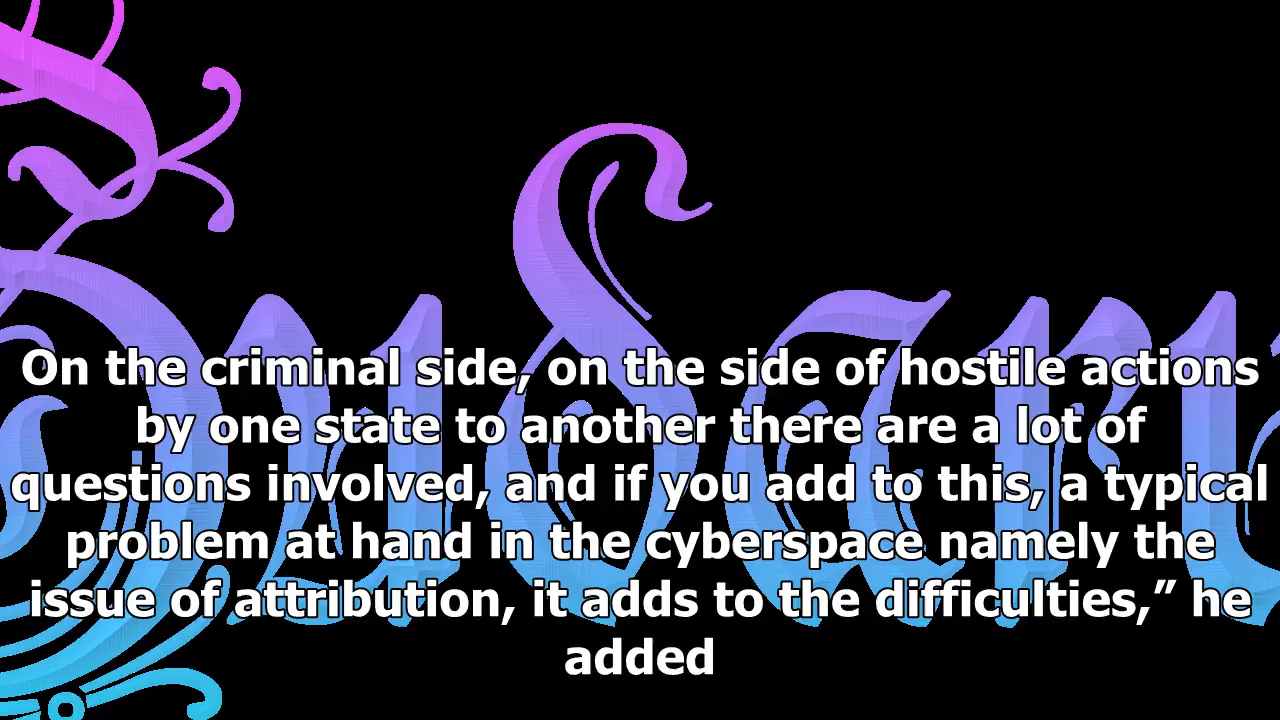 On the criminal side, on the side of hostile actions
by one state to another there are a lot of
questions involved, and if you add to this, a typical
problem at hand in the cyberspace namely the
issue of attribution, it adds to the difficulties,” he
added